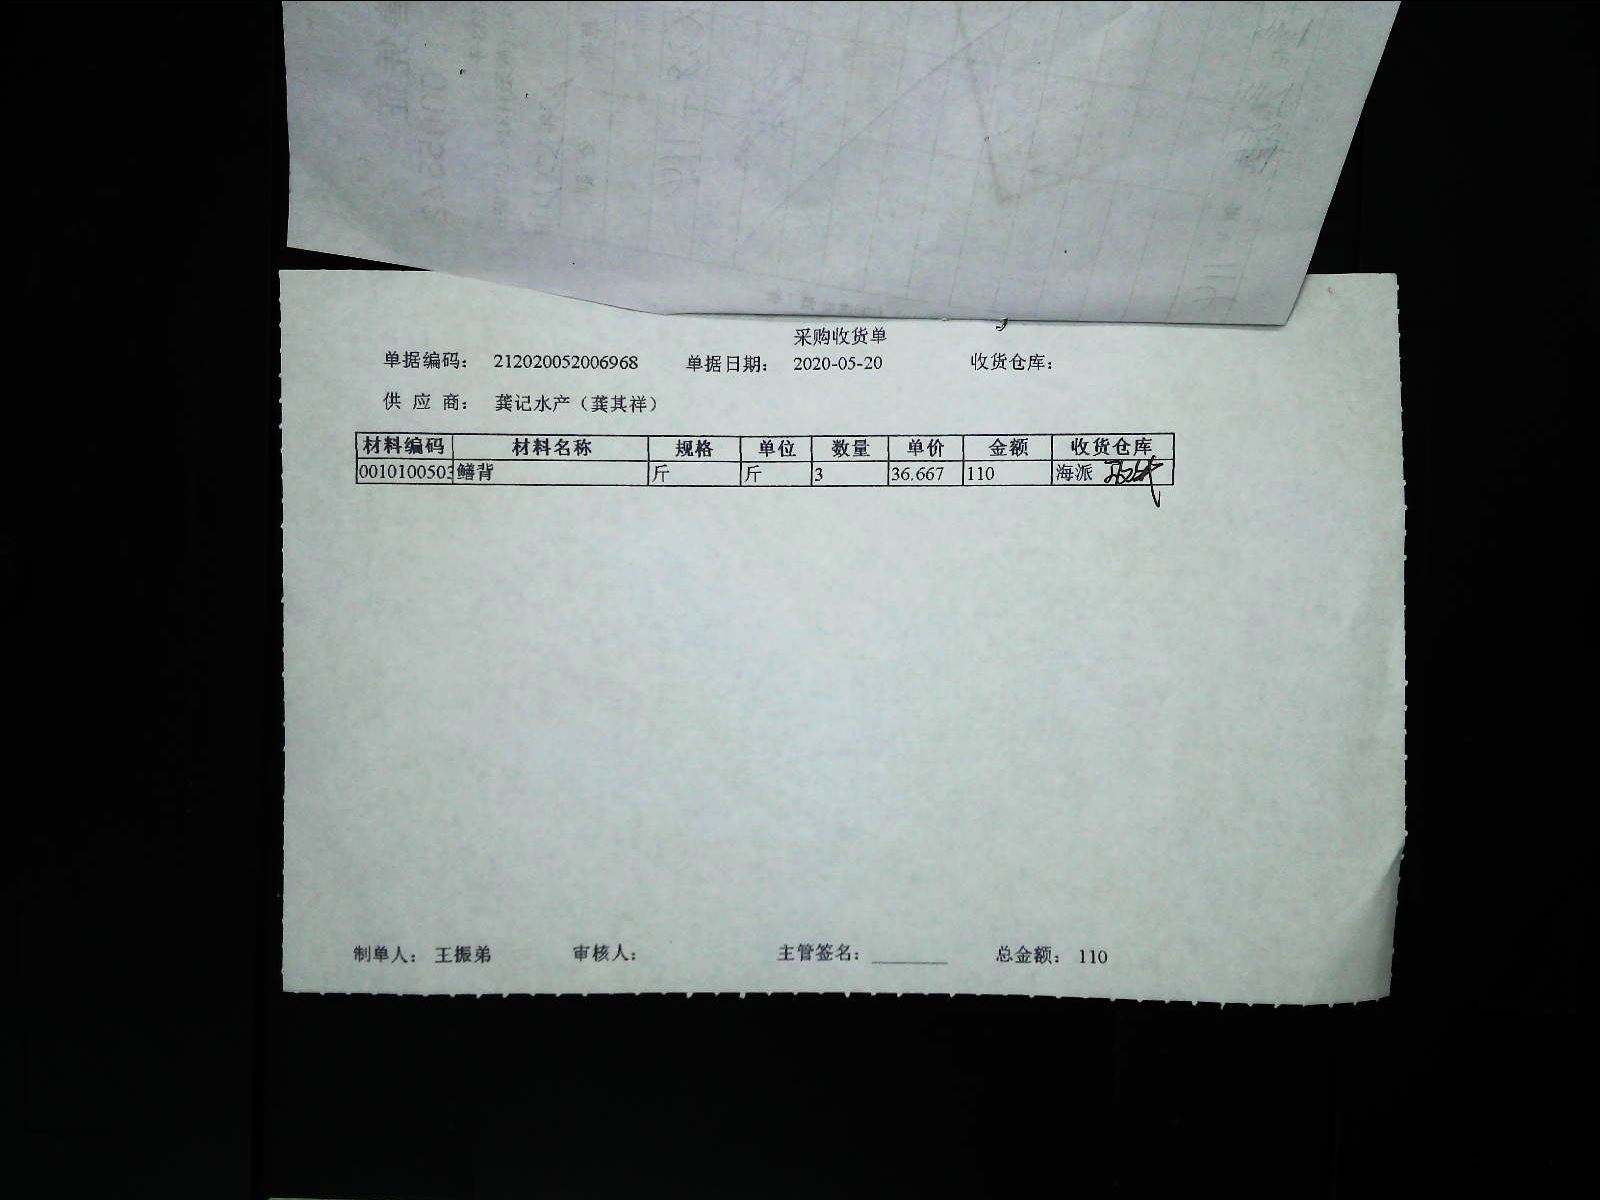 采购收货单
单据编码： 212020052006968 单据日期： 2020-05-20 收货仓库：
供 应 商： 龚记水产（龚其祥）
材料编码 材料名称 规格 单位 数量 单价 金额 收货仓库
0010100503 鳝背 斤 斤 3 36.667 110 海派
制单人： 王振弟 审核人： 主管签名： 总金额： 110